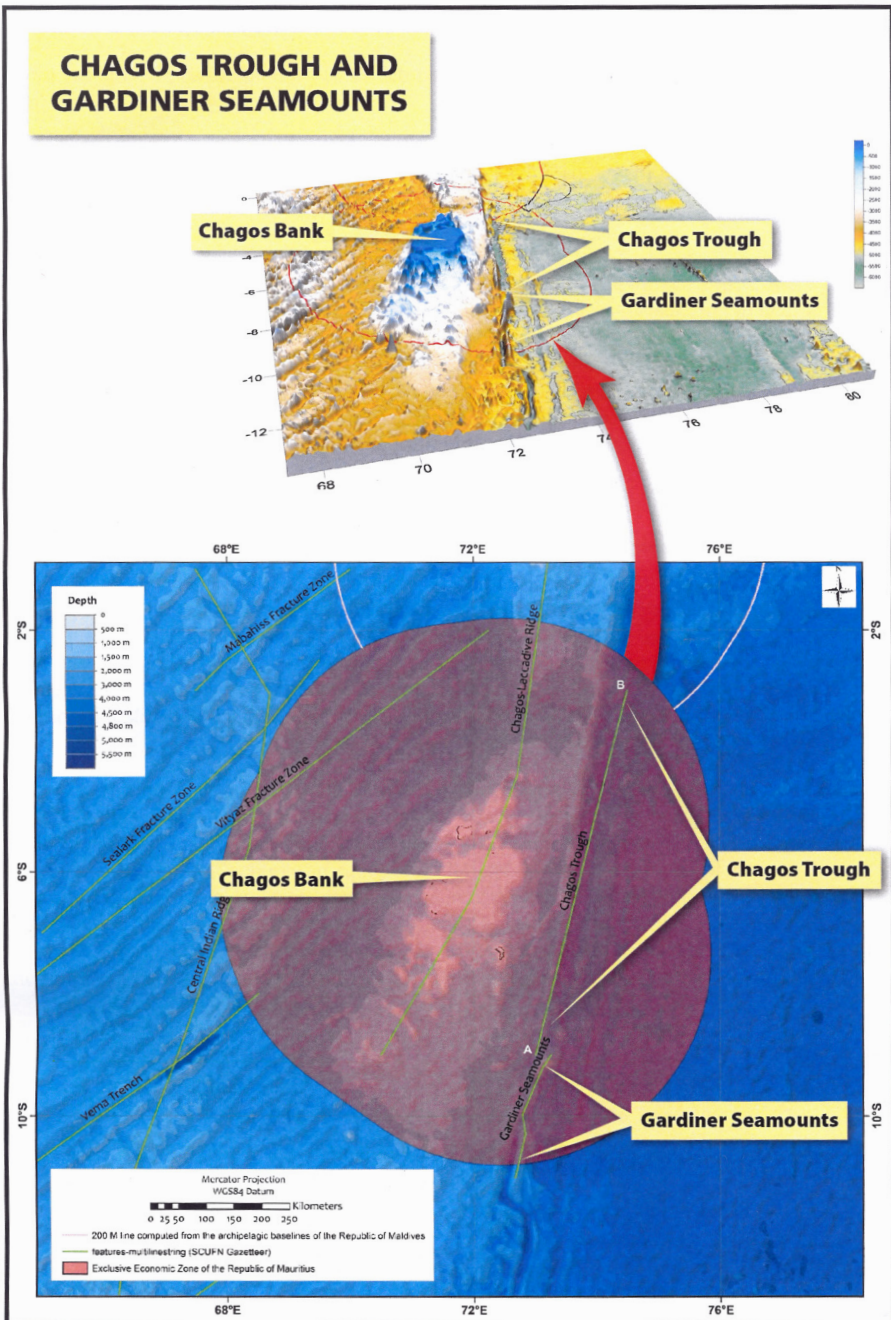 CHAGOS TROUGH AND
GARDINER SEAMOUNTS
Chagos Bank
Chagos Trough
Gardiner Seamounts
0
-4
-6
-8
-10
-12
68
70
72
74
76
78
80
68°E
72°E
76°E
Depth
0
500 m
1,000 m
1,500 m
2,000 m
3,000 m
4,000 m
4,500 m
4,800 m
5,000 m
5,500 m
2°S
2°S
Mabahiss Fracture Zone
Chagos-Laccadive Ridge
B
Sealark Fracture Zone
Vityaz Fracture Zone
6°S
6°S
Chagos Bank
Chagos Trough
Chagos Trough
Central Indian Ridge
A
Vema Trench
Gardiner Seamounts
10°S
10°S
Gardiner Seamounts
Mercator Projection
WGS84 Datum
Kilometers
0 25 50 100 150 200 250
200 M line computed from the archipelagic baselines of the Republic of Maldives
features-multilinestring (SCUFN Gazetteer)
Exclusive Economic Zone of the Republic of Mauritius
68°E
72°E
76°E